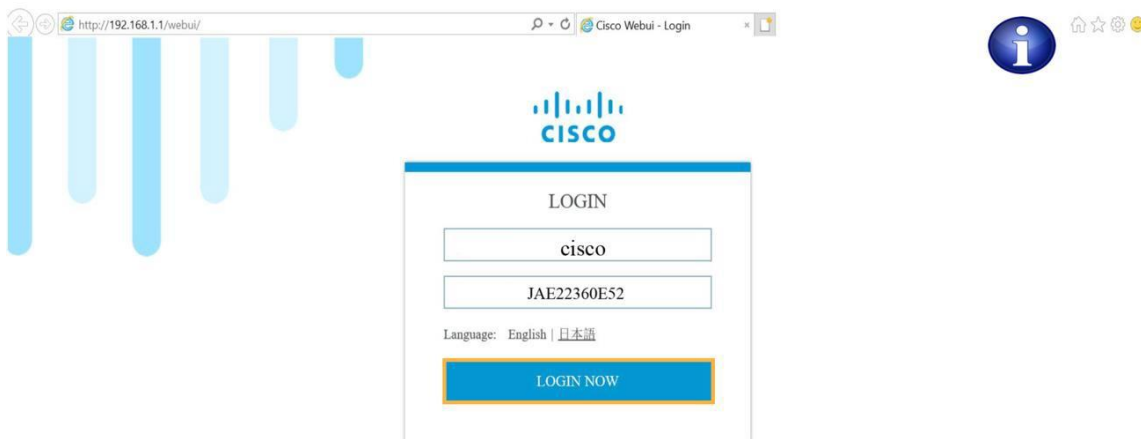 http://192.168.1.1/webui/
Cisco Webui - Login
i
CISCO
LOGIN
cisco
JAE22360E52
Language: English | 日本語
LOGIN NOW